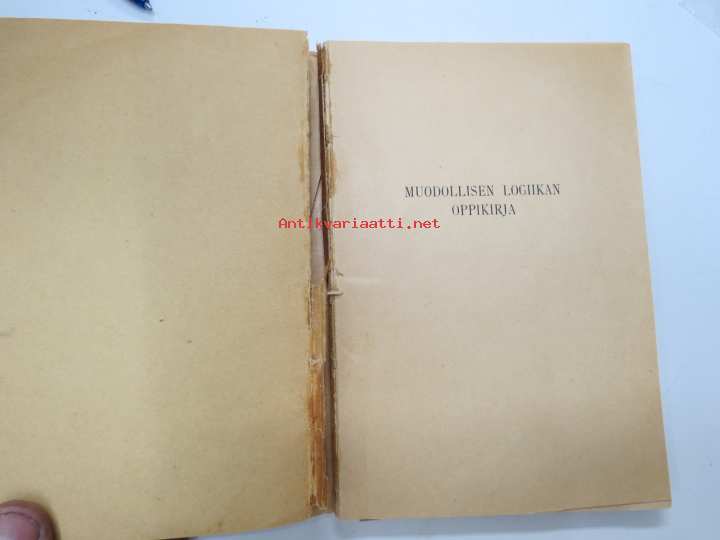 MUODOLLISEN LOGIIKAN
OPPIKIRJA
Antikvariaatti.net